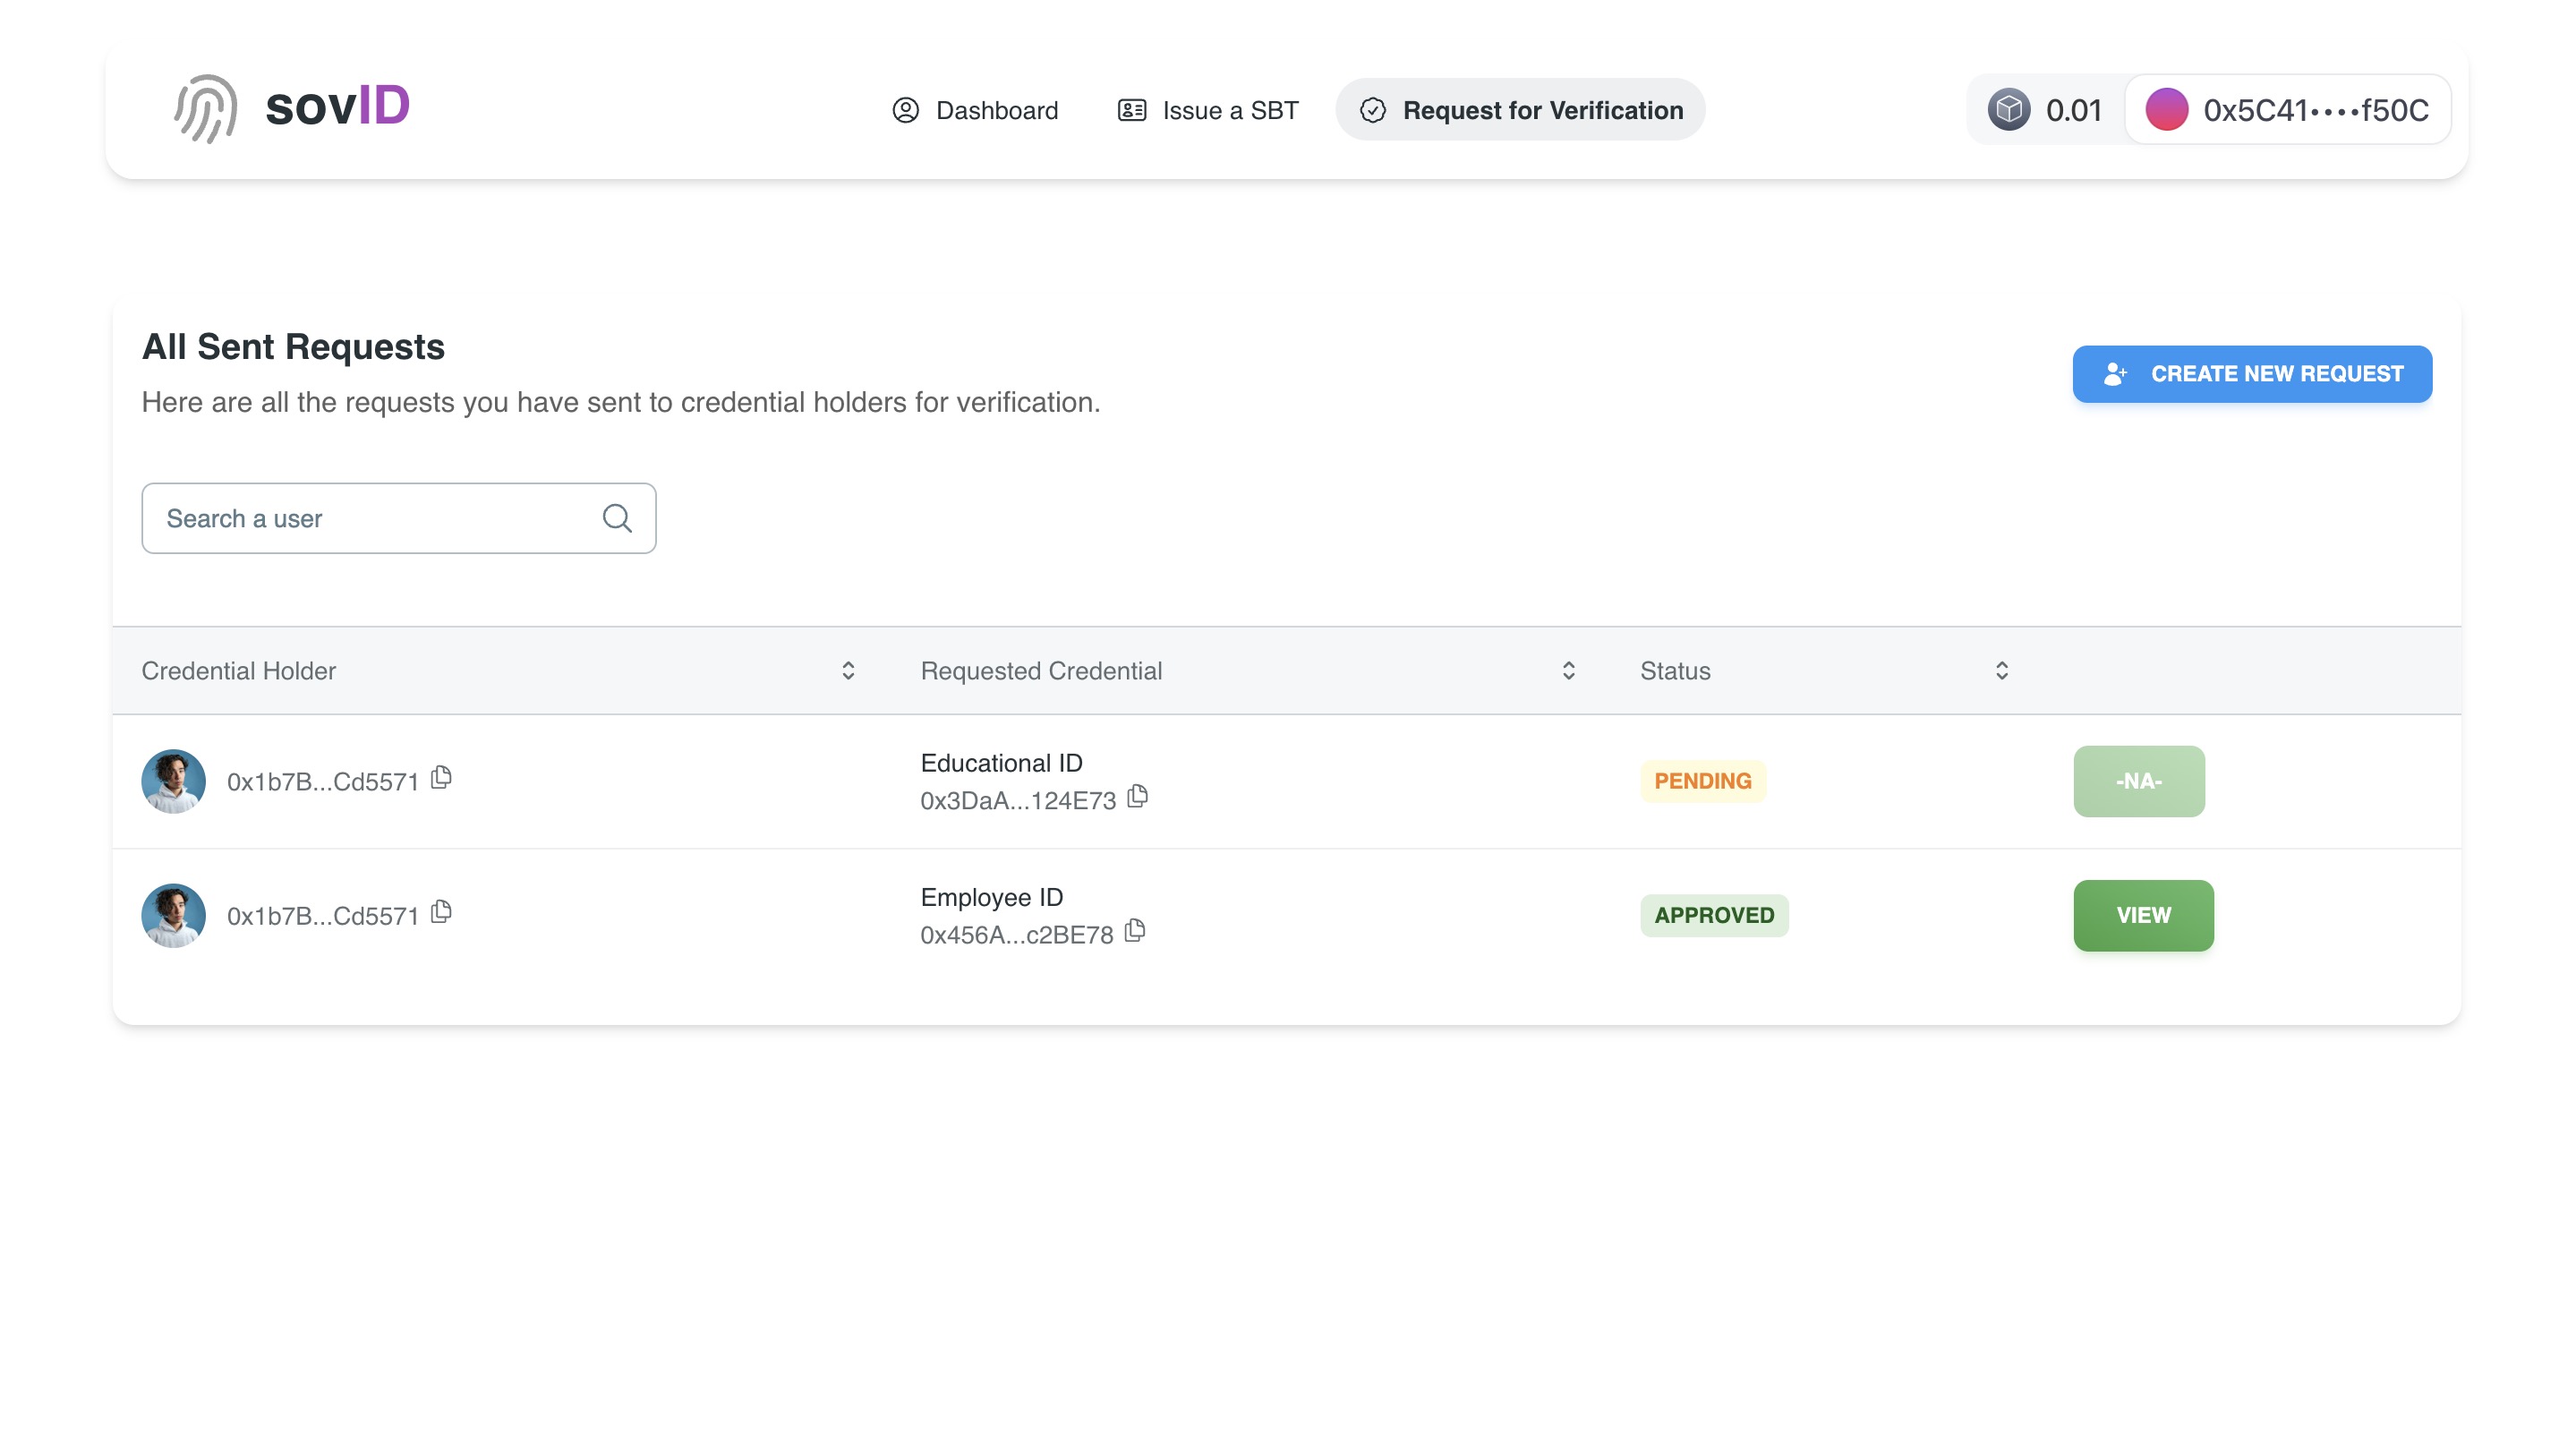 sovID
Dashboard
Issue a SBT
Request for Verification
0.01
0x5C41••••f50C
All Sent Requests
Here are all the requests you have sent to credential holders for verification.
CREATE NEW REQUEST
Search a user
Credential Holder
Requested Credential
Status
0x1b7B...Cd5571
Educational ID
0x3DaA...124E73
PENDING
-NA-
0x1b7B...Cd5571
Employee ID
0x456A...c2BE78
APPROVED
VIEW